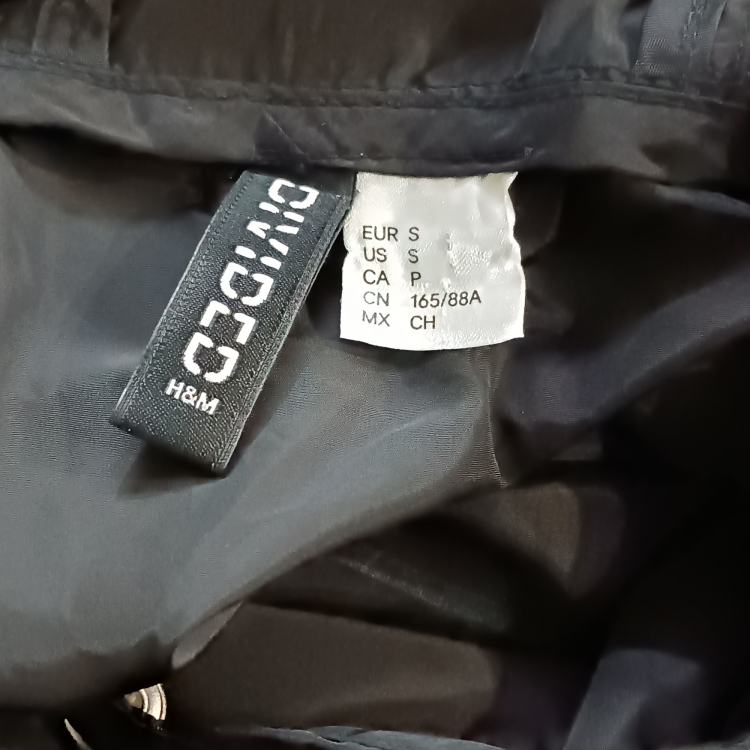 DIVIDED
H&M
EUR S
US S
CA P
CN 165/88A
MX CH